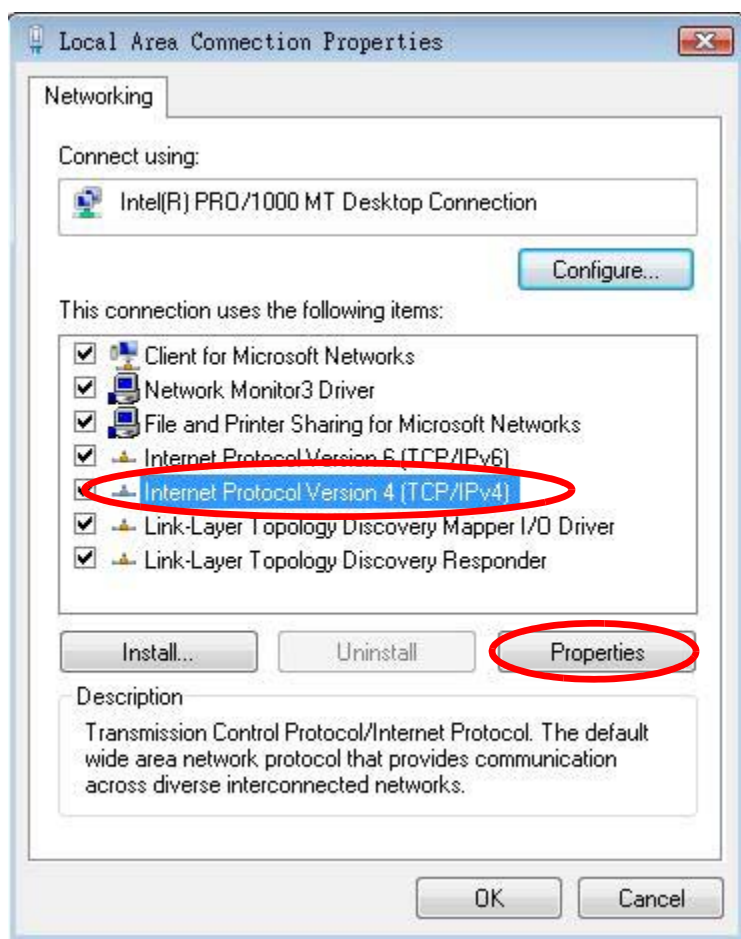 Local Area Connection Properties
Networking
Connect using:
Intel(R) PRO/1000 MT Desktop Connection
Configure...
This connection uses the following items:
Client for Microsoft Networks
Network Monitor3 Driver
File and Printer Sharing for Microsoft Networks
Internet Protocol Version 6 (TCP/IPv6)
Internet Protocol Version 4 (TCP/IPv4)
Link-Layer Topology Discovery Mapper I/O Driver
Link-Layer Topology Discovery Responder
Install...
Uninstall
Properties
Description
Transmission Control Protocol/Internet Protocol. The default
wide area network protocol that provides communication
across diverse interconnected networks.
OK
Cancel